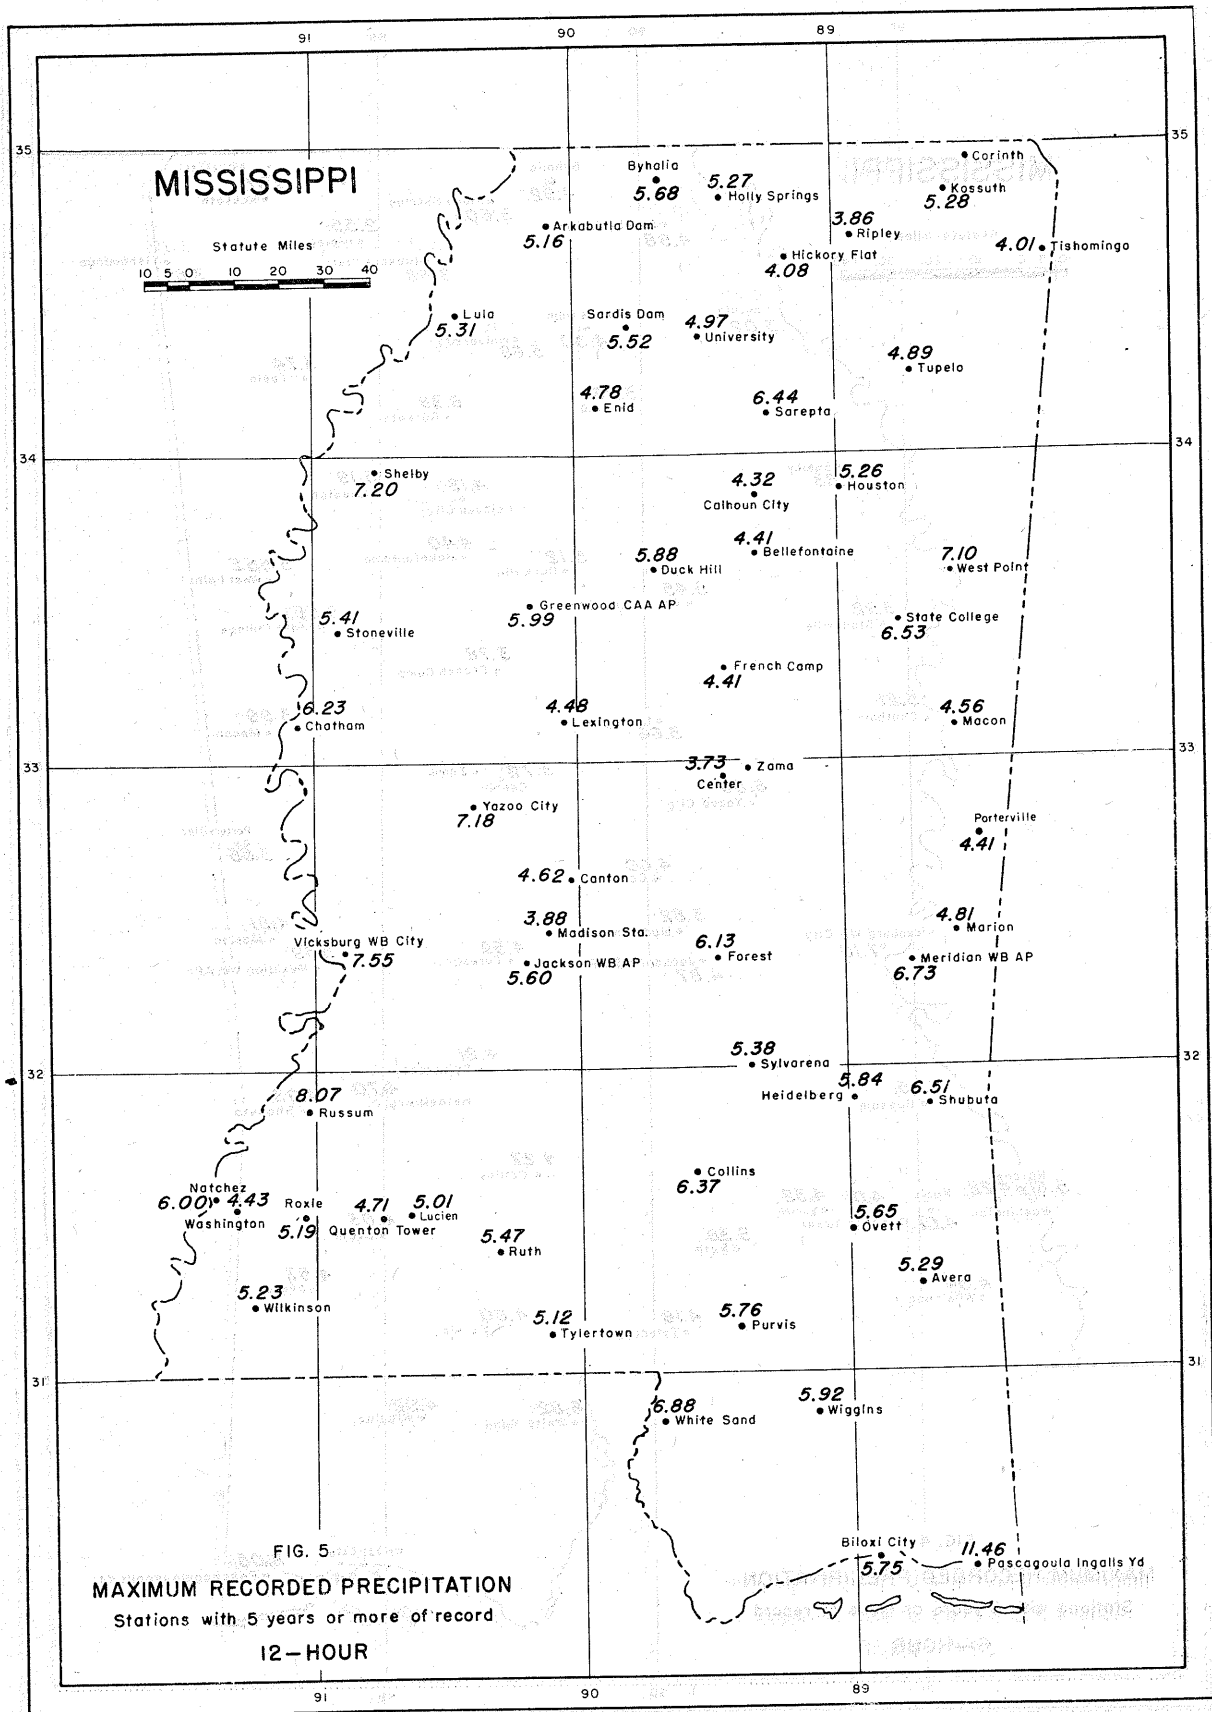 91 90 89
35 35
MISSISSIPPI
Statute Miles
10 5 0 10 20 30 40
Corinth
Byhalia
5.68
5.27
Holly Springs
Kossuth
5.28
Arkabutla Dam
5.16
3.86
Ripley
4.01 Tishomingo
Hickory Flat
4.08
Lula
5.31
Sardis Dam
5.52
4.97
University
4.89
Tupelo
4.78
Enid
6.44
Sarepta
34 34
Shelby
7.20
4.32
Calhoun City
5.26
Houston
4.41
Bellefontaine
5.88
Duck Hill
7.10
West Point
Greenwood CAA AP
5.99
5.41
Stoneville
State College
6.53
French Camp
4.41
6.23
Chatham
4.48
Lexington
4.56
Macon
33 33
3.73
Center
Zama
Yazoo City
7.18
Porterville
4.41
4.62 Canton
3.88
Madison Sta.
4.81
Marion
Vicksburg WB City
7.55
Jackson WB AP
5.60
6.13
Forest
Meridian WB AP
6.73
32 32
5.38
Sylvarena
5.84
Heidelberg
6.51
Shubuta
8.07
Russum
Collins
6.37
Natchez
6.00
4.43
Washington
Roxie
5.19
4.71
Quenton Tower
5.01
Lucien
5.65
Ovett
5.47
Ruth
5.29
Avera
5.23
Wilkinson
5.12
Tylertown
5.76
Purvis
31 31
6.88
White Sand
5.92
Wiggins
Biloxi City
5.75
11.46
Pascagoula Ingalls Yd
FIG. 5
MAXIMUM RECORDED PRECIPITATION
Stations with 5 years or more of record
12-HOUR
91 90 89